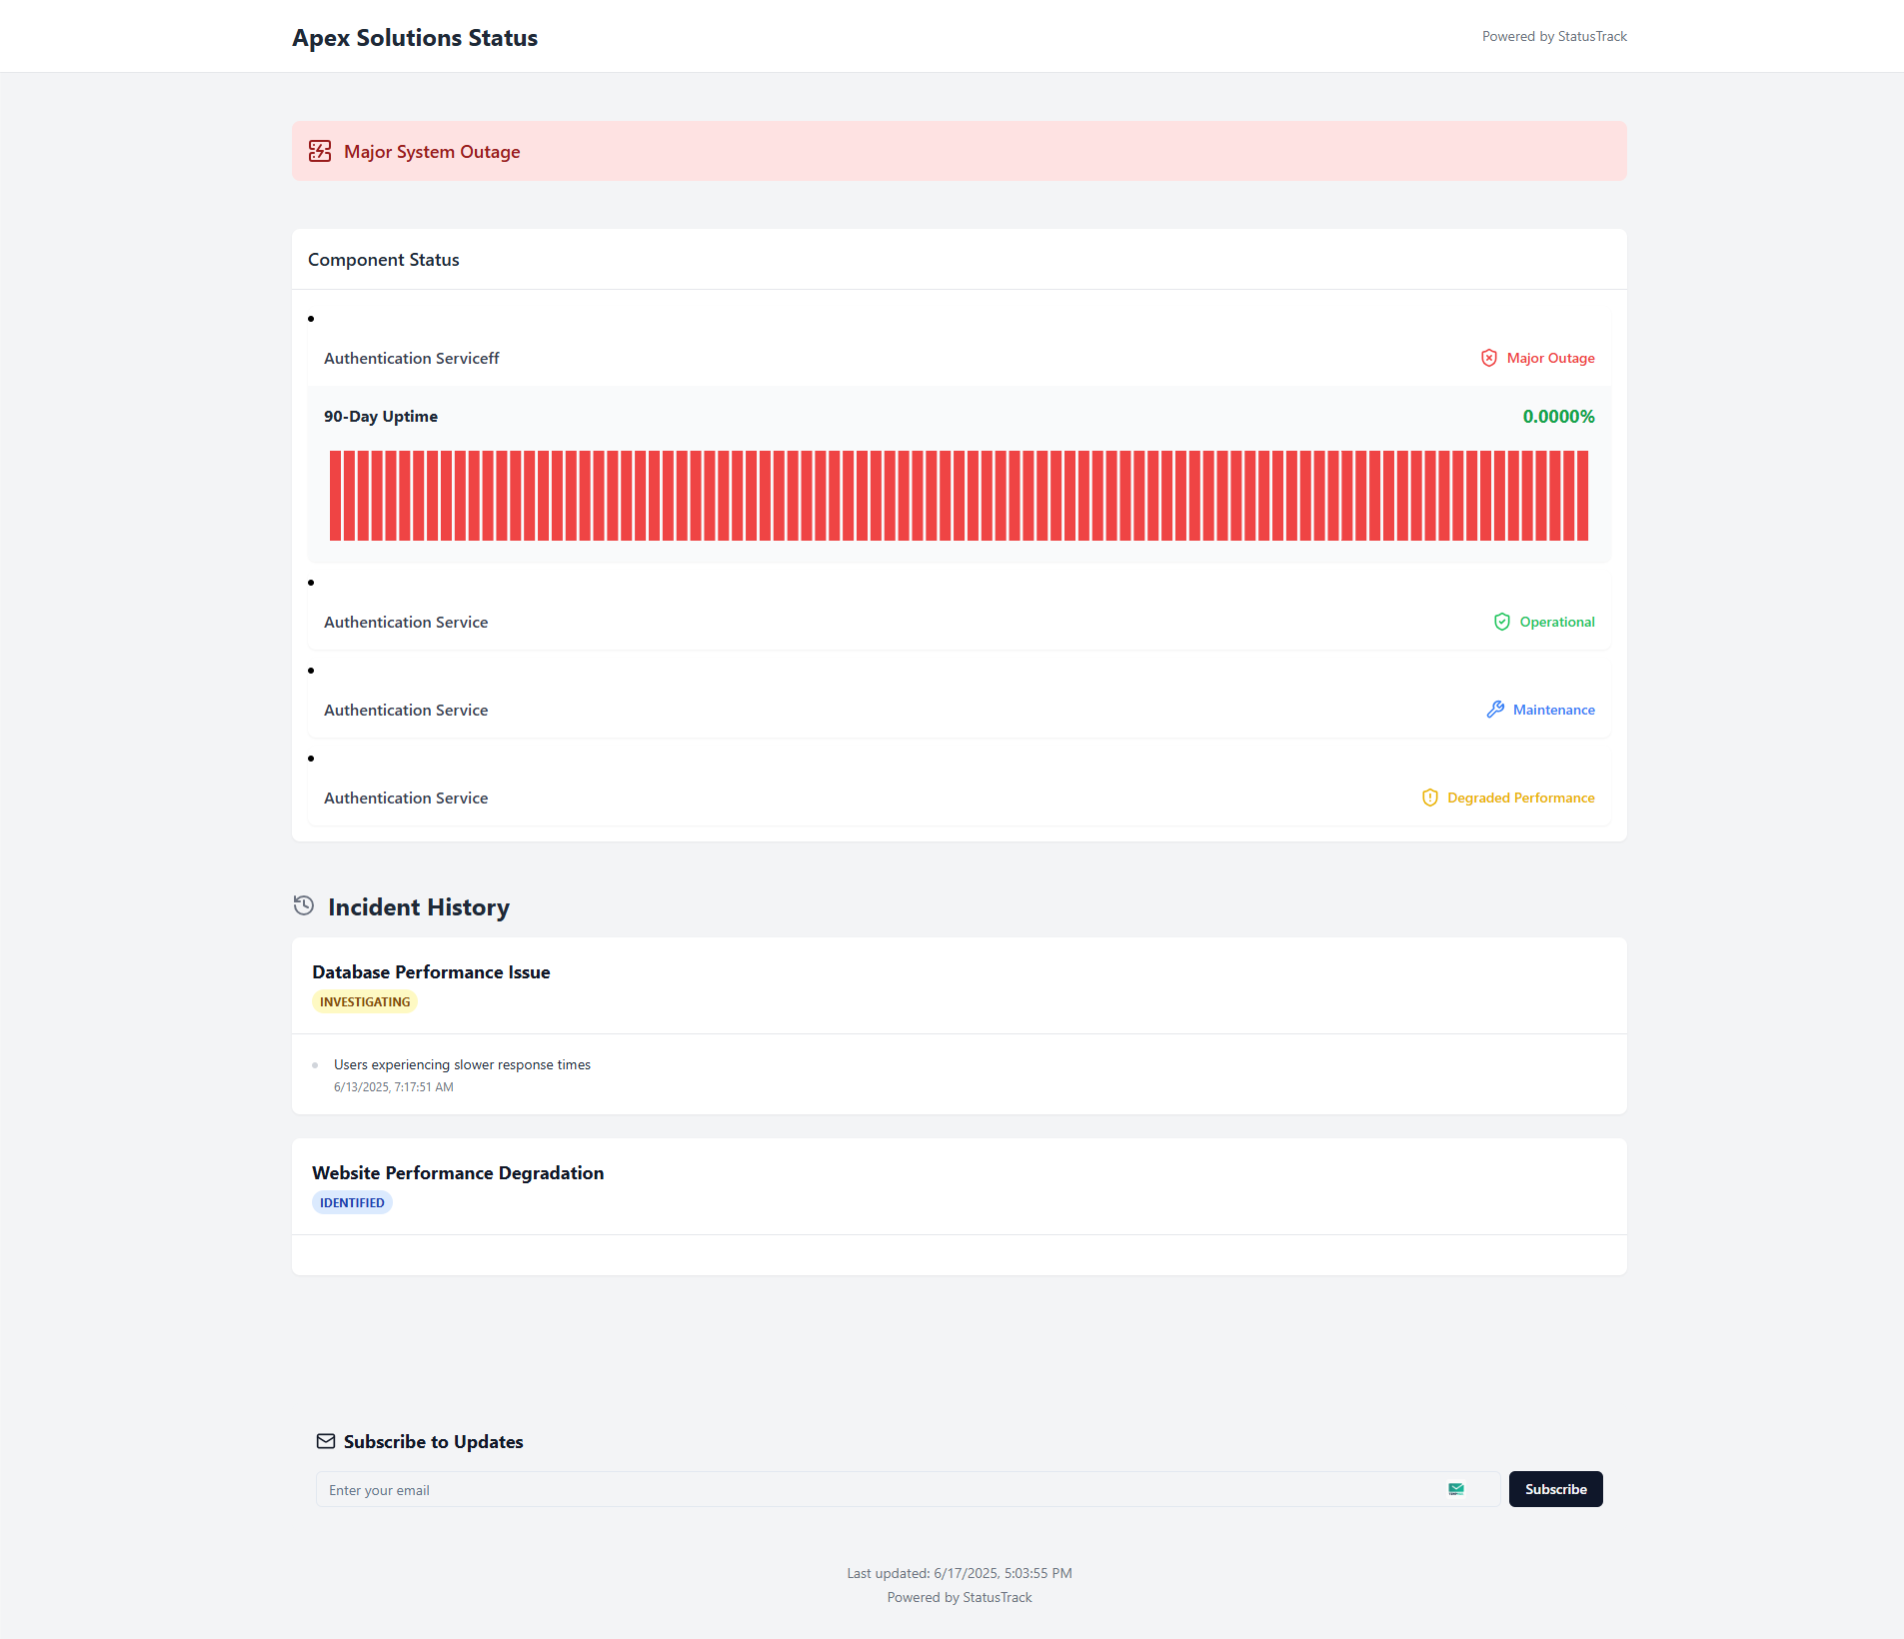 Apex Solutions Status
Powered by StatusTrack
Major System Outage
Component Status
Authentication Serviceff
Major Outage
90-Day Uptime
0.0000%
Authentication Service
Operational
Authentication Service
Maintenance
Authentication Service
Degraded Performance
Incident History
Database Performance Issue
INVESTIGATING
Users experiencing slower response times
6/13/2025, 7:17:51 AM
Website Performance Degradation
IDENTIFIED
Subscribe to Updates
Enter your email
Subscribe
Last updated: 6/17/2025, 5:03:55 PM
Powered by StatusTrack